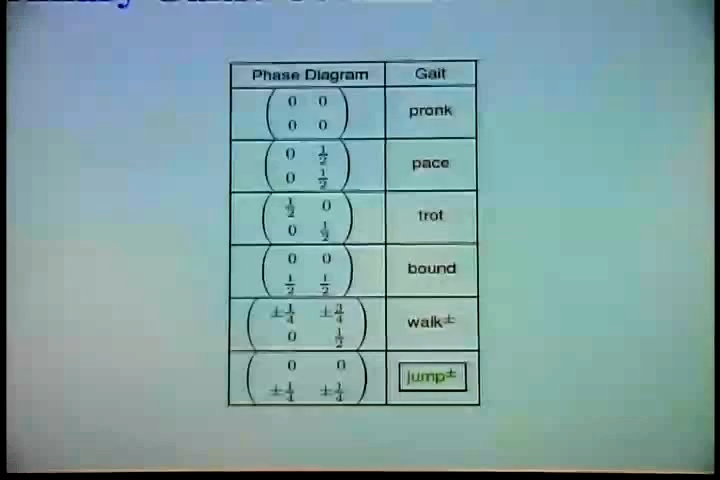 Phase Diagram Gait
0 0
0 0
pronk
0 1/2
0 1/2
pace
1/2 0
0 1/2
trot
0 0
1/2 1/2
bound
±1/4 ±3/4
0 1/2
walk±
0 0
±1/4 ±1/4
jump±